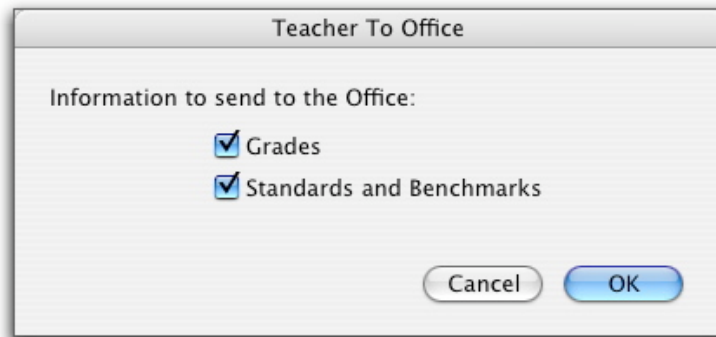 Teacher To Office
Information to send to the Office:
Grades
Standards and Benchmarks
Cancel OK